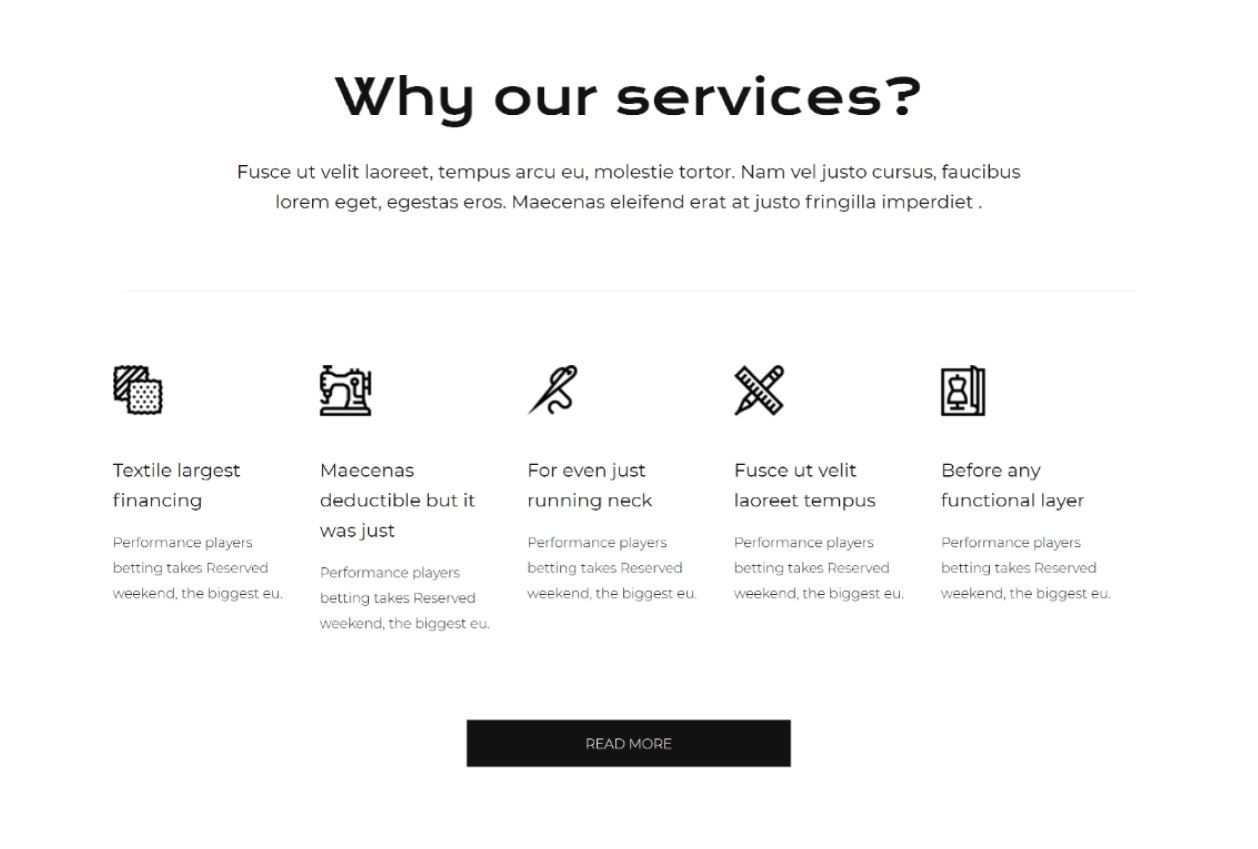 Why our services?
Fusce ut velit laoreet, tempus arcu eu, molestie tortor. Nam vel justo cursus, faucibus
lorem eget, egestas eros. Maecenas eleifend erat at justo fringilla imperdiet .
Textile largest
financing
Performance players
betting takes Reserved
weekend, the biggest eu.
Maecenas
deductible but it
was just
Performance players
betting takes Reserved
weekend, the biggest eu.
For even just
running neck
Performance players
betting takes Reserved
weekend, the biggest eu.
Fusce ut velit
laoreet tempus
Performance players
betting takes Reserved
weekend, the biggest eu.
Before any
functional layer
Performance players
betting takes Reserved
weekend, the biggest eu.
READ MORE